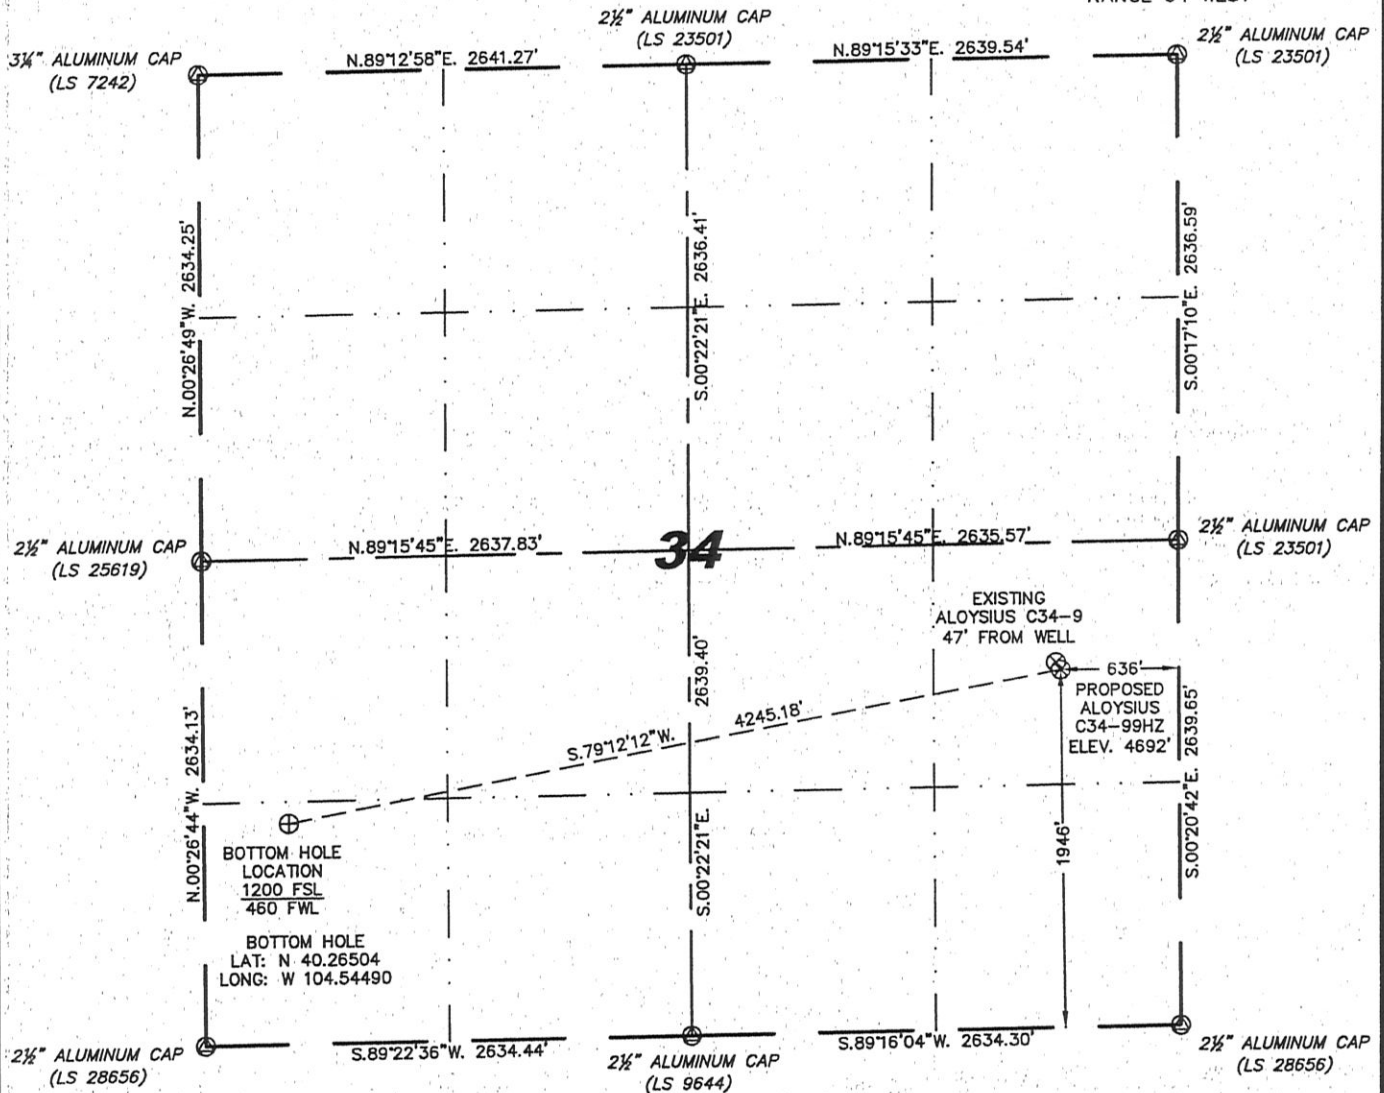 2½" ALUMINUM CAP
(LS 23501)
3¼" ALUMINUM CAP
(LS 7242)
N.89°12'58"E. 2641.27'
N.89°15'33"E. 2639.54'
2½" ALUMINUM CAP
(LS 23501)
N.00°26'49"W. 2634.25'
S.00°22'21"E. 2636.41'
S.00°17'10"E. 2636.59'
2½" ALUMINUM CAP
(LS 25619)
N.89°15'45"E. 2637.83'
34
N.89°15'45"E. 2635.57'
2½" ALUMINUM CAP
(LS 23501)
EXISTING
ALOYSIUS C34-9
47' FROM WELL
636'
PROPOSED
ALOYSIUS
C34-99HZ
ELEV. 4692'
S.79°12'12"W. 4245.18'
N.00°26'44"W. 2634.13'
S.00°22'21"E. 2639.40'
1946'
S.00°20'42"E. 2639.65'
BOTTOM HOLE
LOCATION
1200 FSL
460 FWL
BOTTOM HOLE
LAT: N 40.26504
LONG: W 104.54490
2½" ALUMINUM CAP
(LS 28656)
S.89°22'36"W. 2634.44'
2½" ALUMINUM CAP
(LS 9644)
S.89°16'04"W. 2634.30'
2½" ALUMINUM CAP
(LS 28656)